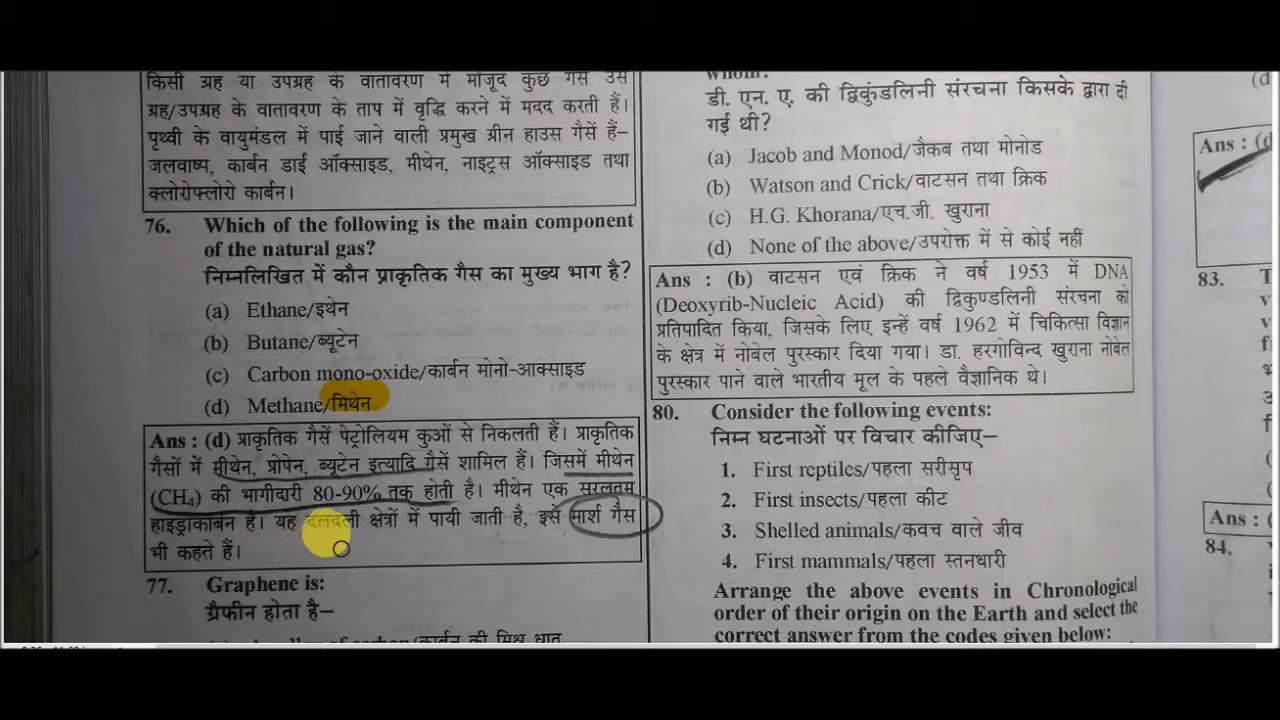 किसी ग्रह या उपग्रह के वातावरण में मौजूद कुछ गैसें उस
ग्रह/उपग्रह के वातावरण के ताप में वृद्धि करने में मदद करती हैं।
पृथ्वी के वायुमंडल में पाई जाने वाली प्रमुख ग्रीन हाउस गैसें हैं–
जलवाष्प, कार्बन डाई ऑक्साइड, मीथेन, नाइट्रस ऑक्साइड तथा
क्लोरोफ्लोरो कार्बन।
76. Which of the following is the main component
of the natural gas?
निम्नलिखित में कौन प्राकृतिक गैस का मुख्य भाग है?
(a) Ethane/इथेन
(b) Butane/ब्यूटेन
(c) Carbon mono-oxide/कार्बन मोनो-आक्साइड
(d) Methane/मिथेन
Ans : (d) प्राकृतिक गैसें पेट्रोलियम कुओं से निकलती हैं। प्राकृतिक
गैसों में मीथेन, प्रोपेन, ब्यूटेन इत्यादि गैसें शामिल हैं। जिसमें मीथेन
(CH₄) की भागीदारी 80-90% तक होती है। मीथेन एक सरलतम
हाइड्रोकार्बन है। यह दलदली क्षेत्रों में पायी जाती है, इसे मार्श गैस
भी कहते हैं।
77. Graphene is:
ग्रैफीन होता है–
कार्बन की मिश्र धातु
whom?
डी. एन. ए. की द्विकुंडलिनी संरचना किसके द्वारा दी
गई थी?
(a) Jacob and Monod/जैकब तथा मोनोड
(b) Watson and Crick/वाटसन तथा क्रिक
(c) H.G. Khorana/एच.जी. खुराना
(d) None of the above/उपरोक्त में से कोई नहीं
Ans : (b) वाटसन एवं क्रिक ने वर्ष 1953 में DNA
(Deoxyrib-Nucleic Acid) की द्विकुण्डलिनी संरचना को
प्रतिपादित किया, जिसके लिए इन्हें वर्ष 1962 में चिकित्सा विज्ञान
के क्षेत्र में नोबेल पुरस्कार दिया गया। डा. हरगोविन्द खुराना नोबेल
पुरस्कार पाने वाले भारतीय मूल के पहले वैज्ञानिक थे।
80. Consider the following events:
निम्न घटनाओं पर विचार कीजिए–
1. First reptiles/पहला सरीसृप
2. First insects/पहला कीट
3. Shelled animals/कवच वाले जीव
4. First mammals/पहला स्तनधारी
Arrange the above events in Chronological
order of their origin on the Earth and select the
correct answer from the codes given below:
(d
Ans : (d
83. T
Ans : (
84.